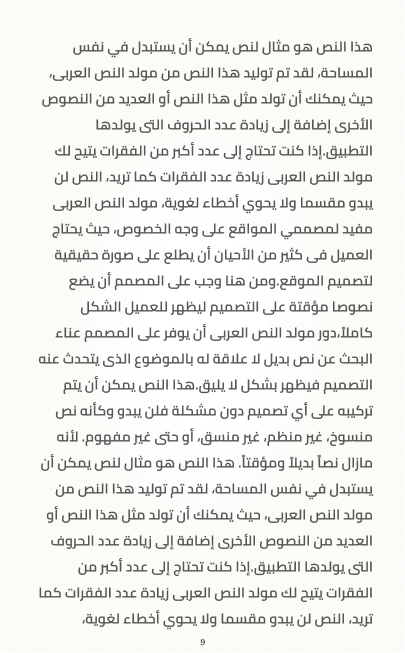 هذا النص هو مثال لنص يمكن أن يستبدل في نفس
المساحة، لقد تم توليد هذا النص من مولد النص العربى،
حيث يمكنك أن تولد مثل هذا النص أو العديد من النصوص
الأخرى إضافة إلى زيادة عدد الحروف التى يولدها
التطبيق.إذا كنت تحتاج إلى عدد أكبر من الفقرات يتيح لك
مولد النص العربى زيادة عدد الفقرات كما تريد، النص لن
يبدو مقسما ولا يحوي أخطاء لغوية، مولد النص العربى
مفيد لمصممي المواقع على وجه الخصوص، حيث يحتاج
العميل فى كثير من الأحيان أن يطلع على صورة حقيقية
لتصميم الموقع.ومن هنا وجب على المصمم أن يضع
نصوصا مؤقتة على التصميم ليظهر للعميل الشكل
كاملاً،دور مولد النص العربى أن يوفر على المصمم عناء
البحث عن نص بديل لا علاقة له بالموضوع الذى يتحدث عنه
التصميم فيظهر بشكل لا يليق.هذا النص يمكن أن يتم
تركيبه على أي تصميم دون مشكلة فلن يبدو وكأنه نص
منسوخ، غير منظم، غير منسق، أو حتى غير مفهوم. لأنه
مازال نصاً بديلاً ومؤقتاً. هذا النص هو مثال لنص يمكن أن
يستبدل في نفس المساحة، لقد تم توليد هذا النص من
مولد النص العربى، حيث يمكنك أن تولد مثل هذا النص أو
العديد من النصوص الأخرى إضافة إلى زيادة عدد الحروف
التى يولدها التطبيق.إذا كنت تحتاج إلى عدد أكبر من
الفقرات يتيح لك مولد النص العربى زيادة عدد الفقرات كما
تريد، النص لن يبدو مقسما ولا يحوي أخطاء لغوية،
9